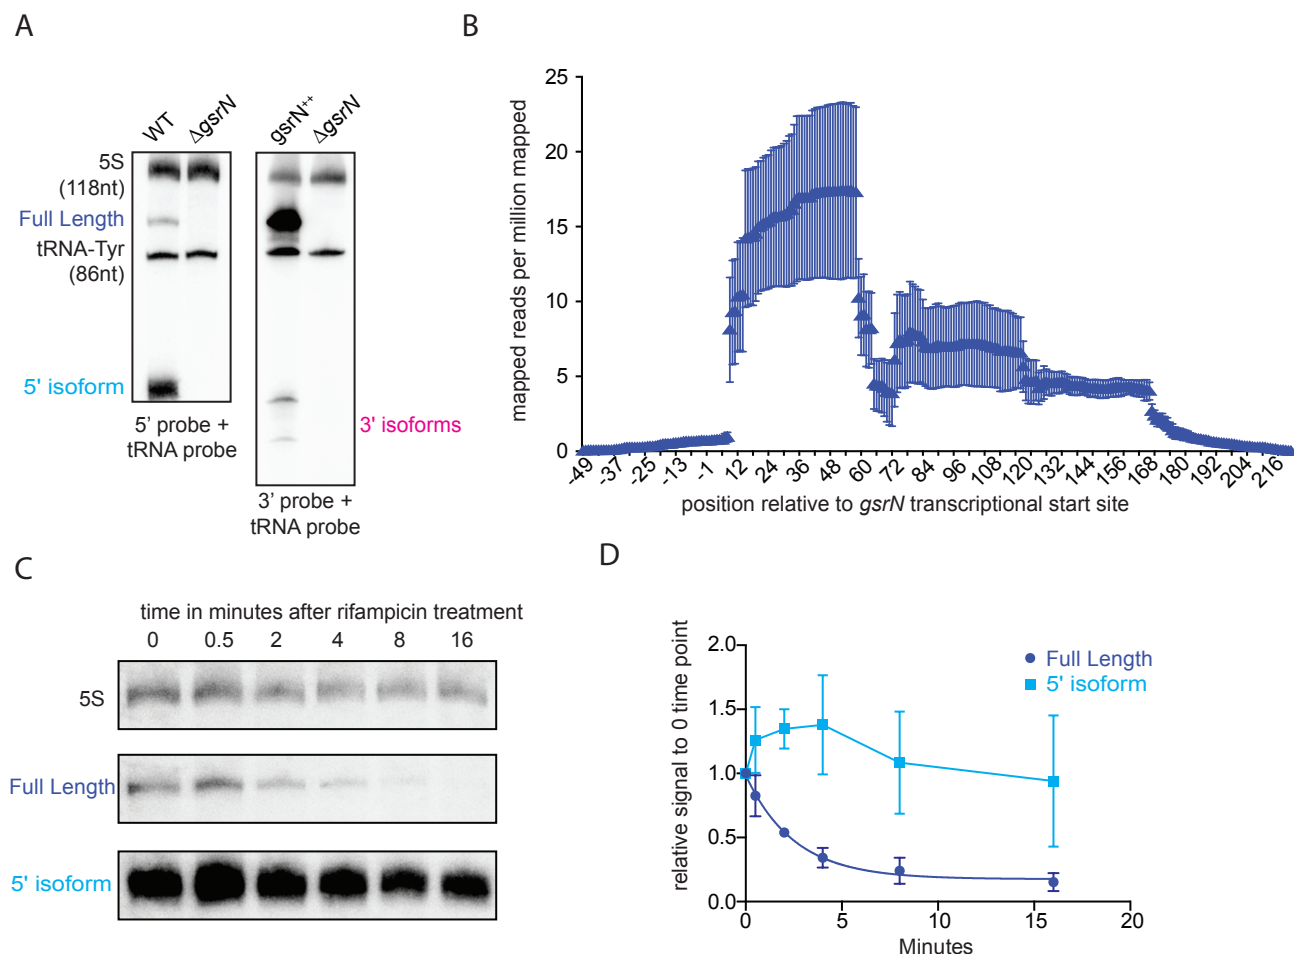 A
WT
ΔgsrN
gsrN++
ΔgsrN
5S
(118nt)
Full Length
tRNA-Tyr
(86nt)
5' isoform
5’ probe +
tRNA probe
3' isoforms
3’ probe +
tRNA probe
B
mapped reads per million mapped
25
20
15
10
5
0
-49
-37
-25
-13
-1
12
24
36
48
60
72
84
96
108
120
132
144
156
168
180
192
204
216
position relative to gsrN transcriptional start site
C
time in minutes after rifampicin treatment
0 0.5 2 4 8 16
5S
Full Length
5' isoform
D
relative signal to 0 time point
2.0
1.5
1.0
0.5
0.0
Full Length
5' isoform
0 5 10 15 20
Minutes